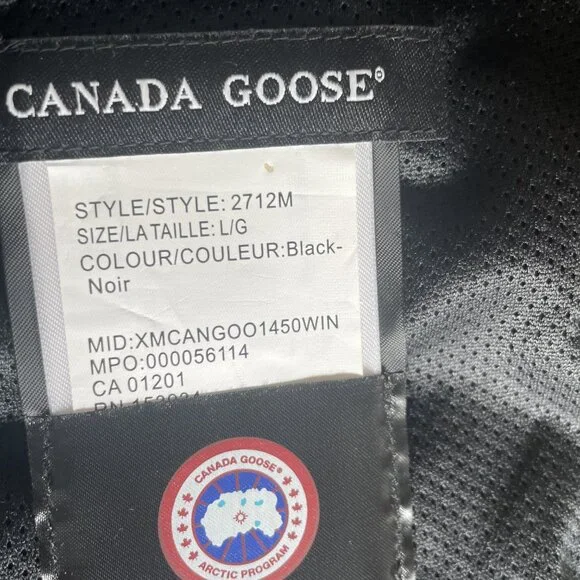 CANADA GOOSE®
STYLE/STYLE: 2712M
SIZE/LA TAILLE: L/G
COLOUR/COULEUR:Black-
Noir
MID:XMCANGOO1450WIN
MPO:000056114
CA 01201
CANADA GOOSE®
ARCTIC PROGRAM